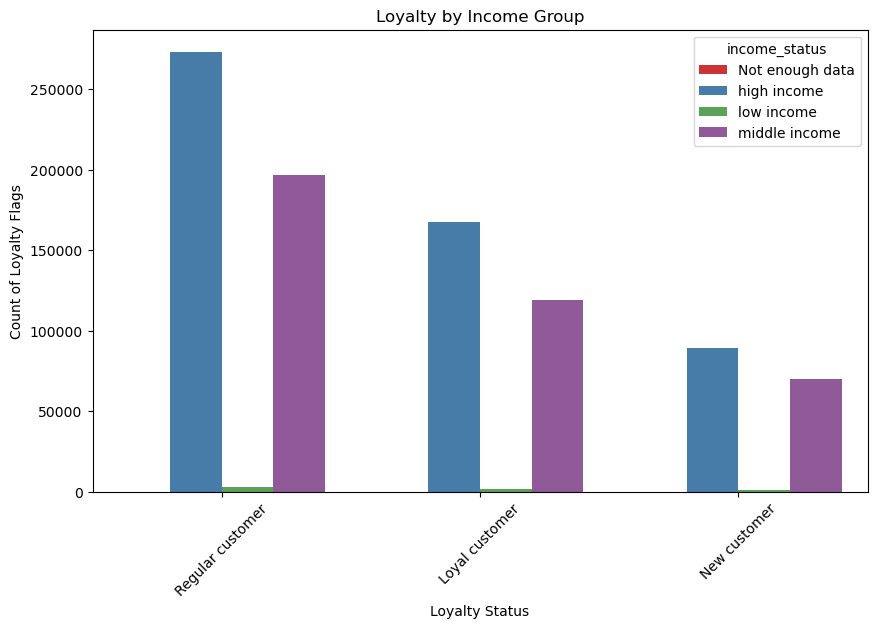 Loyalty by Income Group
income_status
Not enough data
high income
low income
middle income
Count of Loyalty Flags
250000
200000
150000
100000
50000
0
Regular customer
Loyal customer
New customer
Loyalty Status